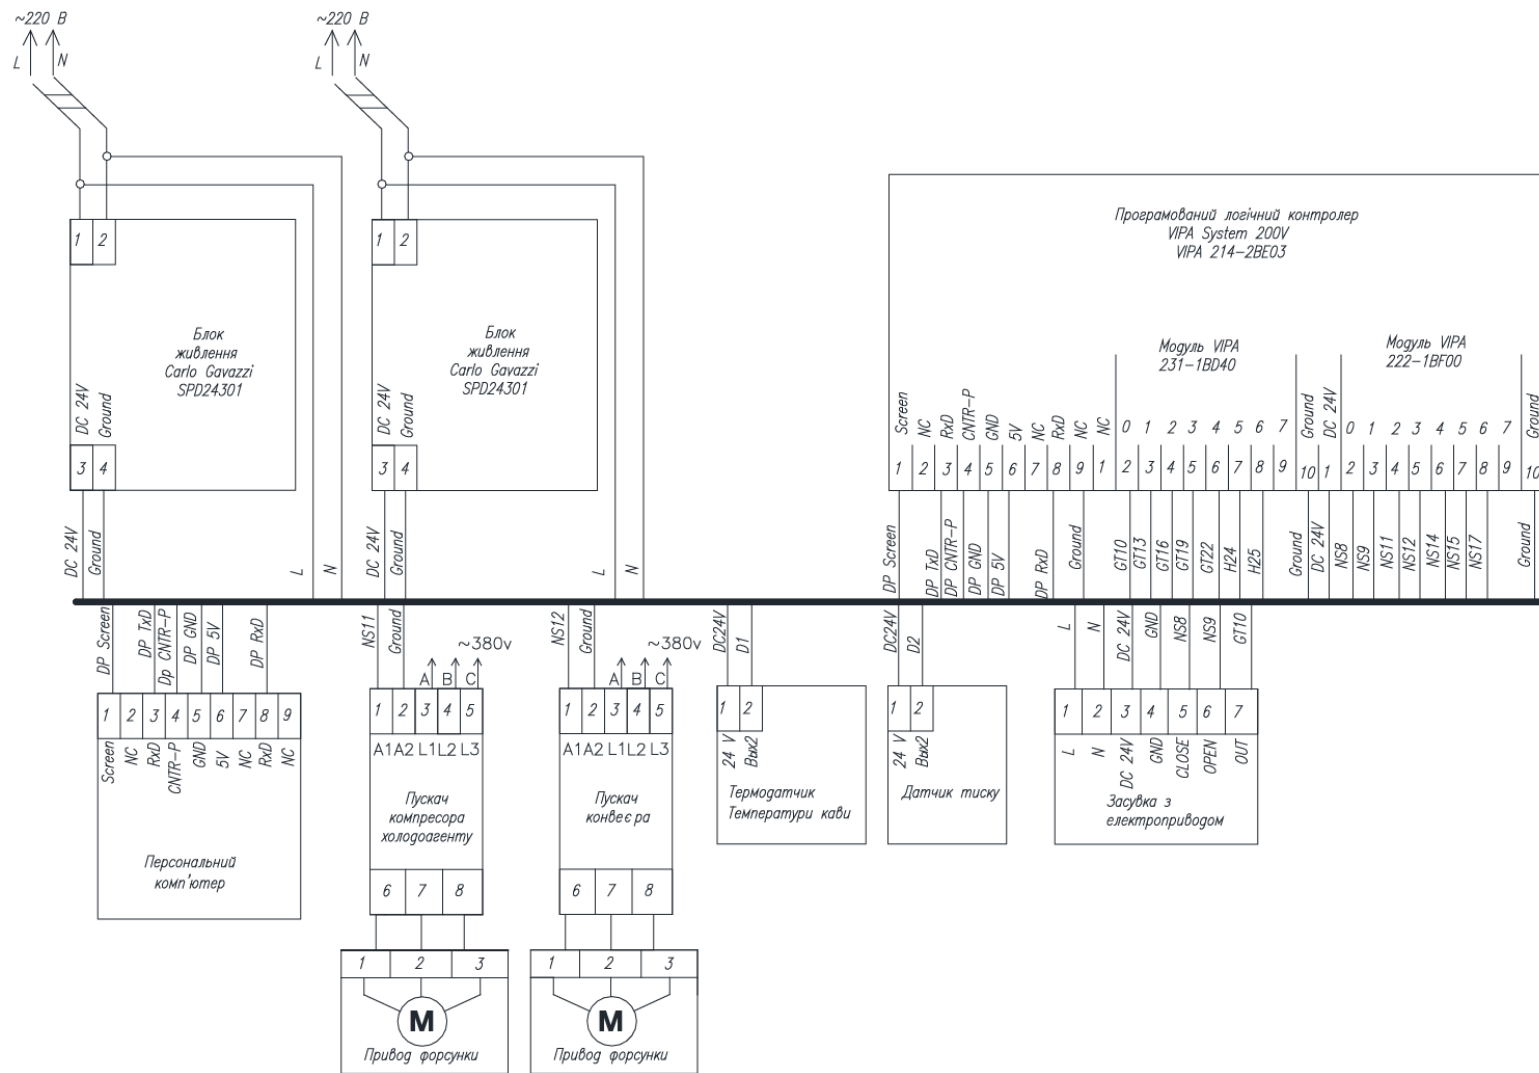 ~220 В
L
N
~220 В
L
N
1 2
Блок
живлення
Carlo Gavazzi
SPD24301
DC 24V
Ground
3 4
DC 24V
Ground
L
N
1 2
Блок
живлення
Carlo Gavazzi
SPD24301
DC 24V
Ground
3 4
DC 24V
Ground
L
N
Програмований логічний контролер
VIPA System 200V
VIPA 214-2BE03
Модуль VIPA
231-1BD40
Модуль VIPA
222-1BF00
Screen
NC
RxD
CNTR-P
GND
5V
NC
RxD
NC
NC
0 1 2 3 4 5 6 7
Ground
DC 24V
0 1 2 3 4 5 6 7
Ground
1 2 3 4 5 6 7 8 9 1 2 3 4 5 6 7 8 9 10 1 2 3 4 5 6 7 8 9 10
DP Screen
DP TxD
DP CNTR-P
DP GND
DP 5V
DP RxD
Ground
GT10
GT13
GT16
GT19
GT22
H24
H25
Ground
DC 24V
NS8
NS9
NS11
NS12
NS14
NS15
NS17
Ground
DP Screen
DP TxD
Dp CNTR-P
DP GND
DP 5V
DP RxD
1 2 3 4 5 6 7 8 9
Screen
NC
RxD
CNTR-P
GND
5V
NC
RxD
NC
Персональний
комп'ютер
NS11
Ground
~380v
A B C
1 2 3 4 5
A1 A2 L1 L2 L3
Пускач
компресора
холодоагенту
6 7 8
1 2 3
M
Привод форсунки
NS12
Ground
~380v
A B C
1 2 3 4 5
A1 A2 L1 L2 L3
Пускач
конвеєра
6 7 8
1 2 3
M
Привод форсунки
DC24V
D1
1 2
24 V
Вых2
Термодатчик
Температури кави
DC24V
D2
1 2
24 V
Вых2
Датчик тиску
L
N
DC 24V
GND
NS8
NS9
GT10
1 2 3 4 5 6 7
L
N
DC 24V
GND
CLOSE
OPEN
OUT
Засувка з
електроприводом